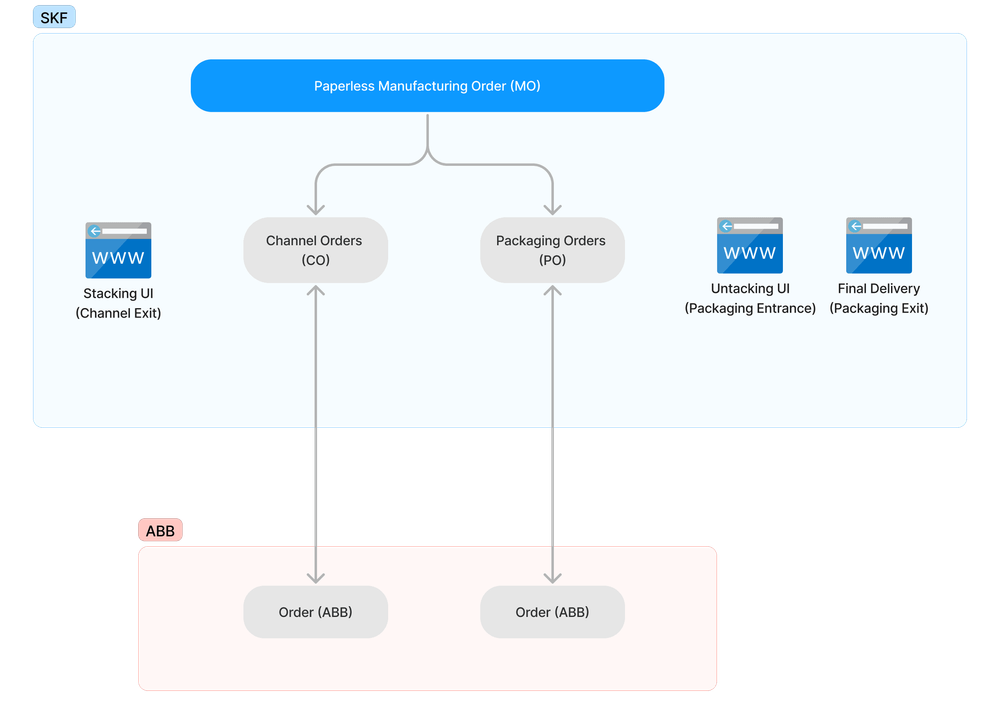 SKF
Paperless Manufacturing Order (MO)
Channel Orders
(CO)
Packaging Orders
(PO)
WWW
Stacking UI
(Channel Exit)
WWW
Untacking UI
(Packaging Entrance)
WWW
Final Delivery
(Packaging Exit)
ABB
Order (ABB)
Order (ABB)